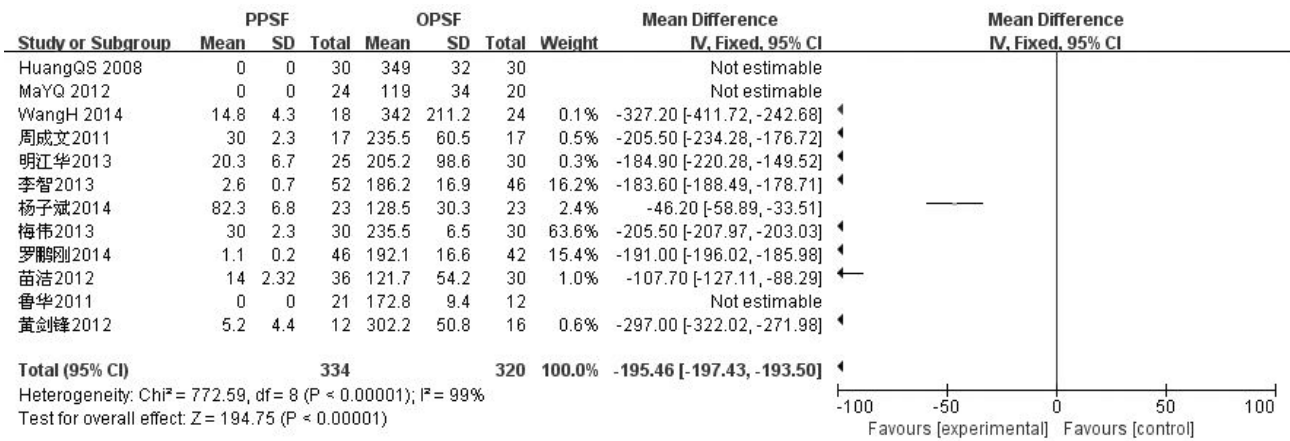 PPSF OPSF Mean Difference Mean Difference
Study or Subgroup Mean SD Total Mean SD Total Weight IV, Fixed, 95% CI IV, Fixed, 95% CI
HuangQS 2008 0 0 30 349 32 30 Not estimable
MaYQ 2012 0 0 24 119 34 20 Not estimable
WangH 2014 14.8 4.3 18 342 211.2 24 0.1% -327.20 [-411.72, -242.68]
周成文2011 30 2.3 17 235.5 60.5 17 0.5% -205.50 [-234.28, -176.72]
明江华2013 20.3 6.7 25 205.2 98.6 30 0.3% -184.90 [-220.28, -149.52]
李智2013 2.6 0.7 52 186.2 16.9 46 16.2% -183.60 [-188.49, -178.71]
杨子斌2014 82.3 6.8 23 128.5 30.3 23 2.4% -46.20 [-58.89, -33.51]
梅伟2013 30 2.3 30 235.5 6.5 30 63.6% -205.50 [-207.97, -203.03]
罗鹏刚2014 1.1 0.2 46 192.1 16.6 42 15.4% -191.00 [-196.02, -185.98]
苗洁2012 14 2.32 36 121.7 54.2 30 1.0% -107.70 [-127.11, -88.29]
鲁华2011 0 0 21 172.8 9.4 12 Not estimable
黄剑锋2012 5.2 4.4 12 302.2 50.8 16 0.6% -297.00 [-322.02, -271.98]
Total (95% CI) 334 320 100.0% -195.46 [-197.43, -193.50]
Heterogeneity: Chi² = 772.59, df = 8 (P < 0.00001); I² = 99%
Test for overall effect: Z = 194.75 (P < 0.00001)
-100 -50 0 50 100
Favours [experimental] Favours [control]